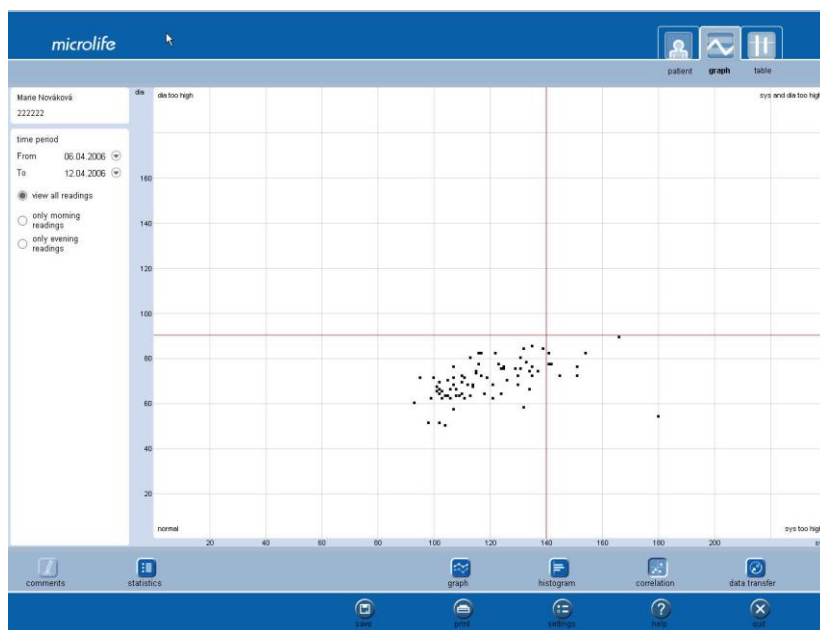 microlife
patient graph table
Marie Nováková
222222
time period
From 06.04.2006
To 12.04.2006
view all readings
only morning
readings
only evening
readings
dia
dia too high
sys and dia too high
160
140
120
100
80
60
40
20
normal
sys too high
20 40 60 80 100 120 140 160 180 200
comments statistics graph histogram correlation data transfer
save print settings help quit